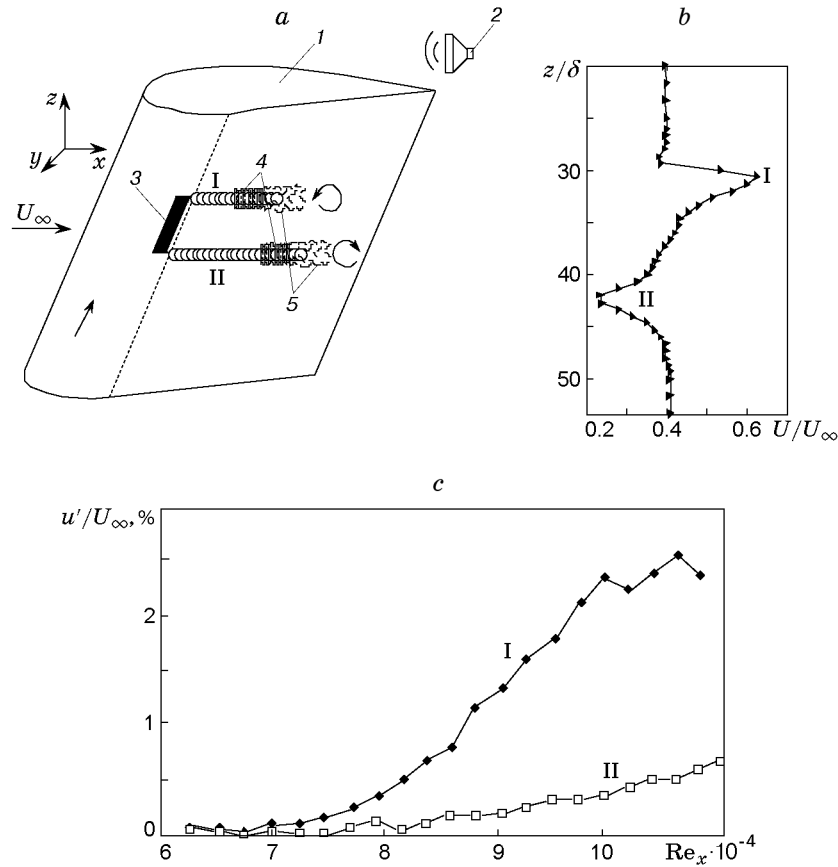 a
b
1
2
z/δ
z
y
x
3
I
4
U∞
II
5
30
I
40
II
50
0.2 0.4 0.6 U/U∞
c
u′/U∞, %
2
I
1
II
0
6 7 8 9 10 Reₓ·10⁻⁴